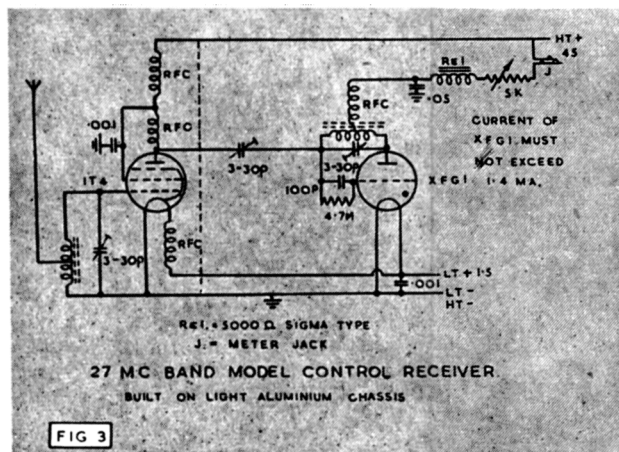 HT+
45
J
REL
5K
RFC
RFC
.05
.001
RFC
CURRENT OF
XFG1. MUST
NOT EXCEED
1.4 MA.
3-30P
3-30P
1T4
100P
XFG1
4.7M
3-30P
RFC
LT+1.5
.001
LT-
HT-
REL. = 5000 Ω SIGMA TYPE
J. = METER JACK
27 M.C. BAND MODEL CONTROL RECEIVER.
BUILT ON LIGHT ALUMINIUM CHASSIS
FIG 3